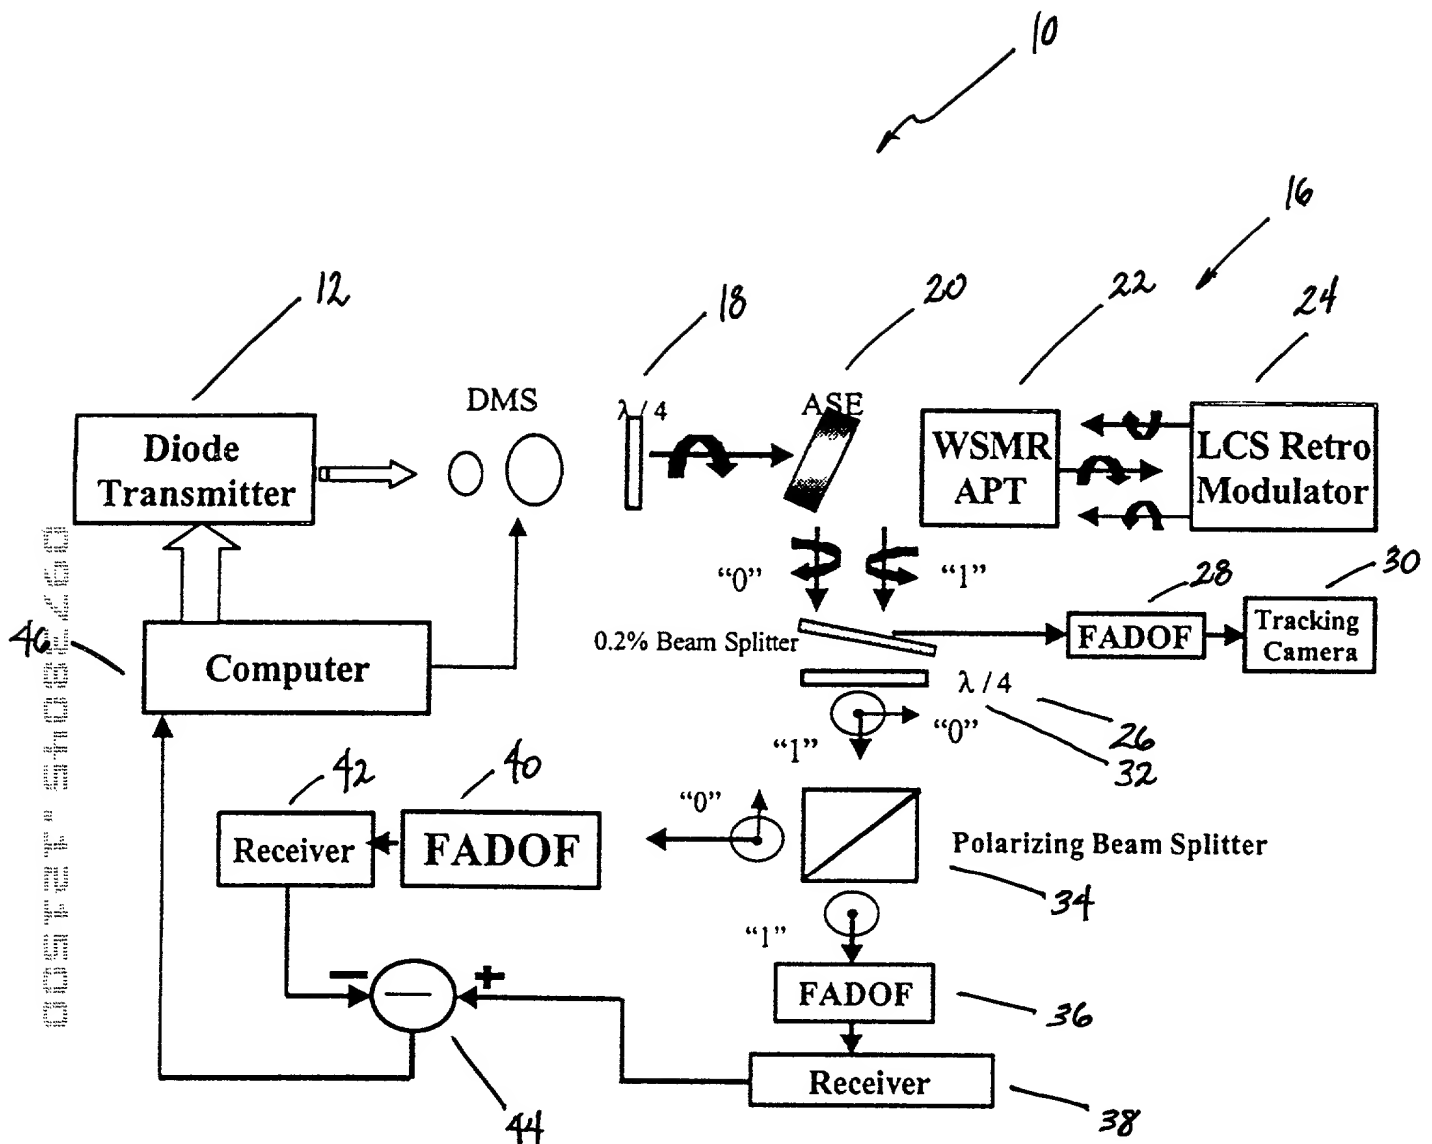 10
16
12
18
20
22
24
DMS
λ / 4
ASE
Diode
Transmitter
WSMR
APT
LCS Retro
Modulator
"0"
"1"
28
30
0.2% Beam Splitter
FADOF
Tracking
Camera
46
Computer
λ / 4
"0"
"1"
26
32
42
40
"0"
Receiver
FADOF
Polarizing Beam Splitter
34
"1"
− +
—
FADOF
36
Receiver
44
38